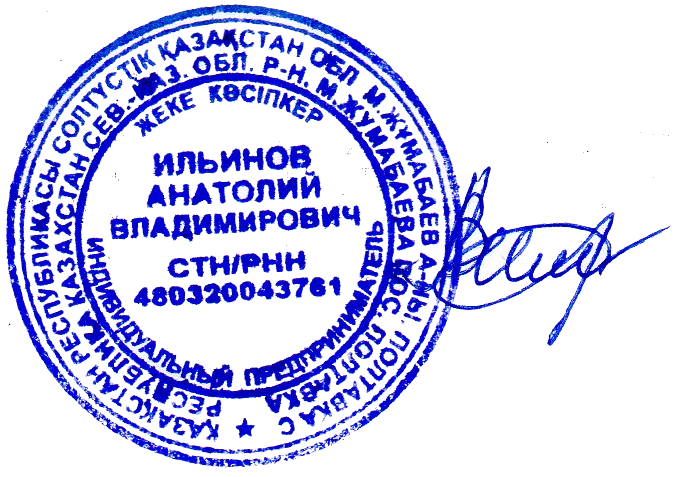 ҚАЗАҚСТАН РЕСПУБЛИКАСЫ СОЛТҮСТІК ҚАЗАҚСТАН ОБЛ М.ЖҰМАБАЕВ А-НЫ. ПОЛТАВКА С
РЕСПУБЛИКА КАЗАХСТАН СЕВ.-КАЗ. ОБЛ. Р-Н. М.ЖУМАБАЕВА ПОС. ПОЛТАВКА
ЖЕКЕ КӘСІПКЕР
ИЛЬИНОВ
АНАТОЛИЙ
ВЛАДИМИРОВИЧ
СТН/РНН
480320043761
ИНДИВИДУАЛЬНЫЙ ПРЕДПРИНИМАТЕЛЬ